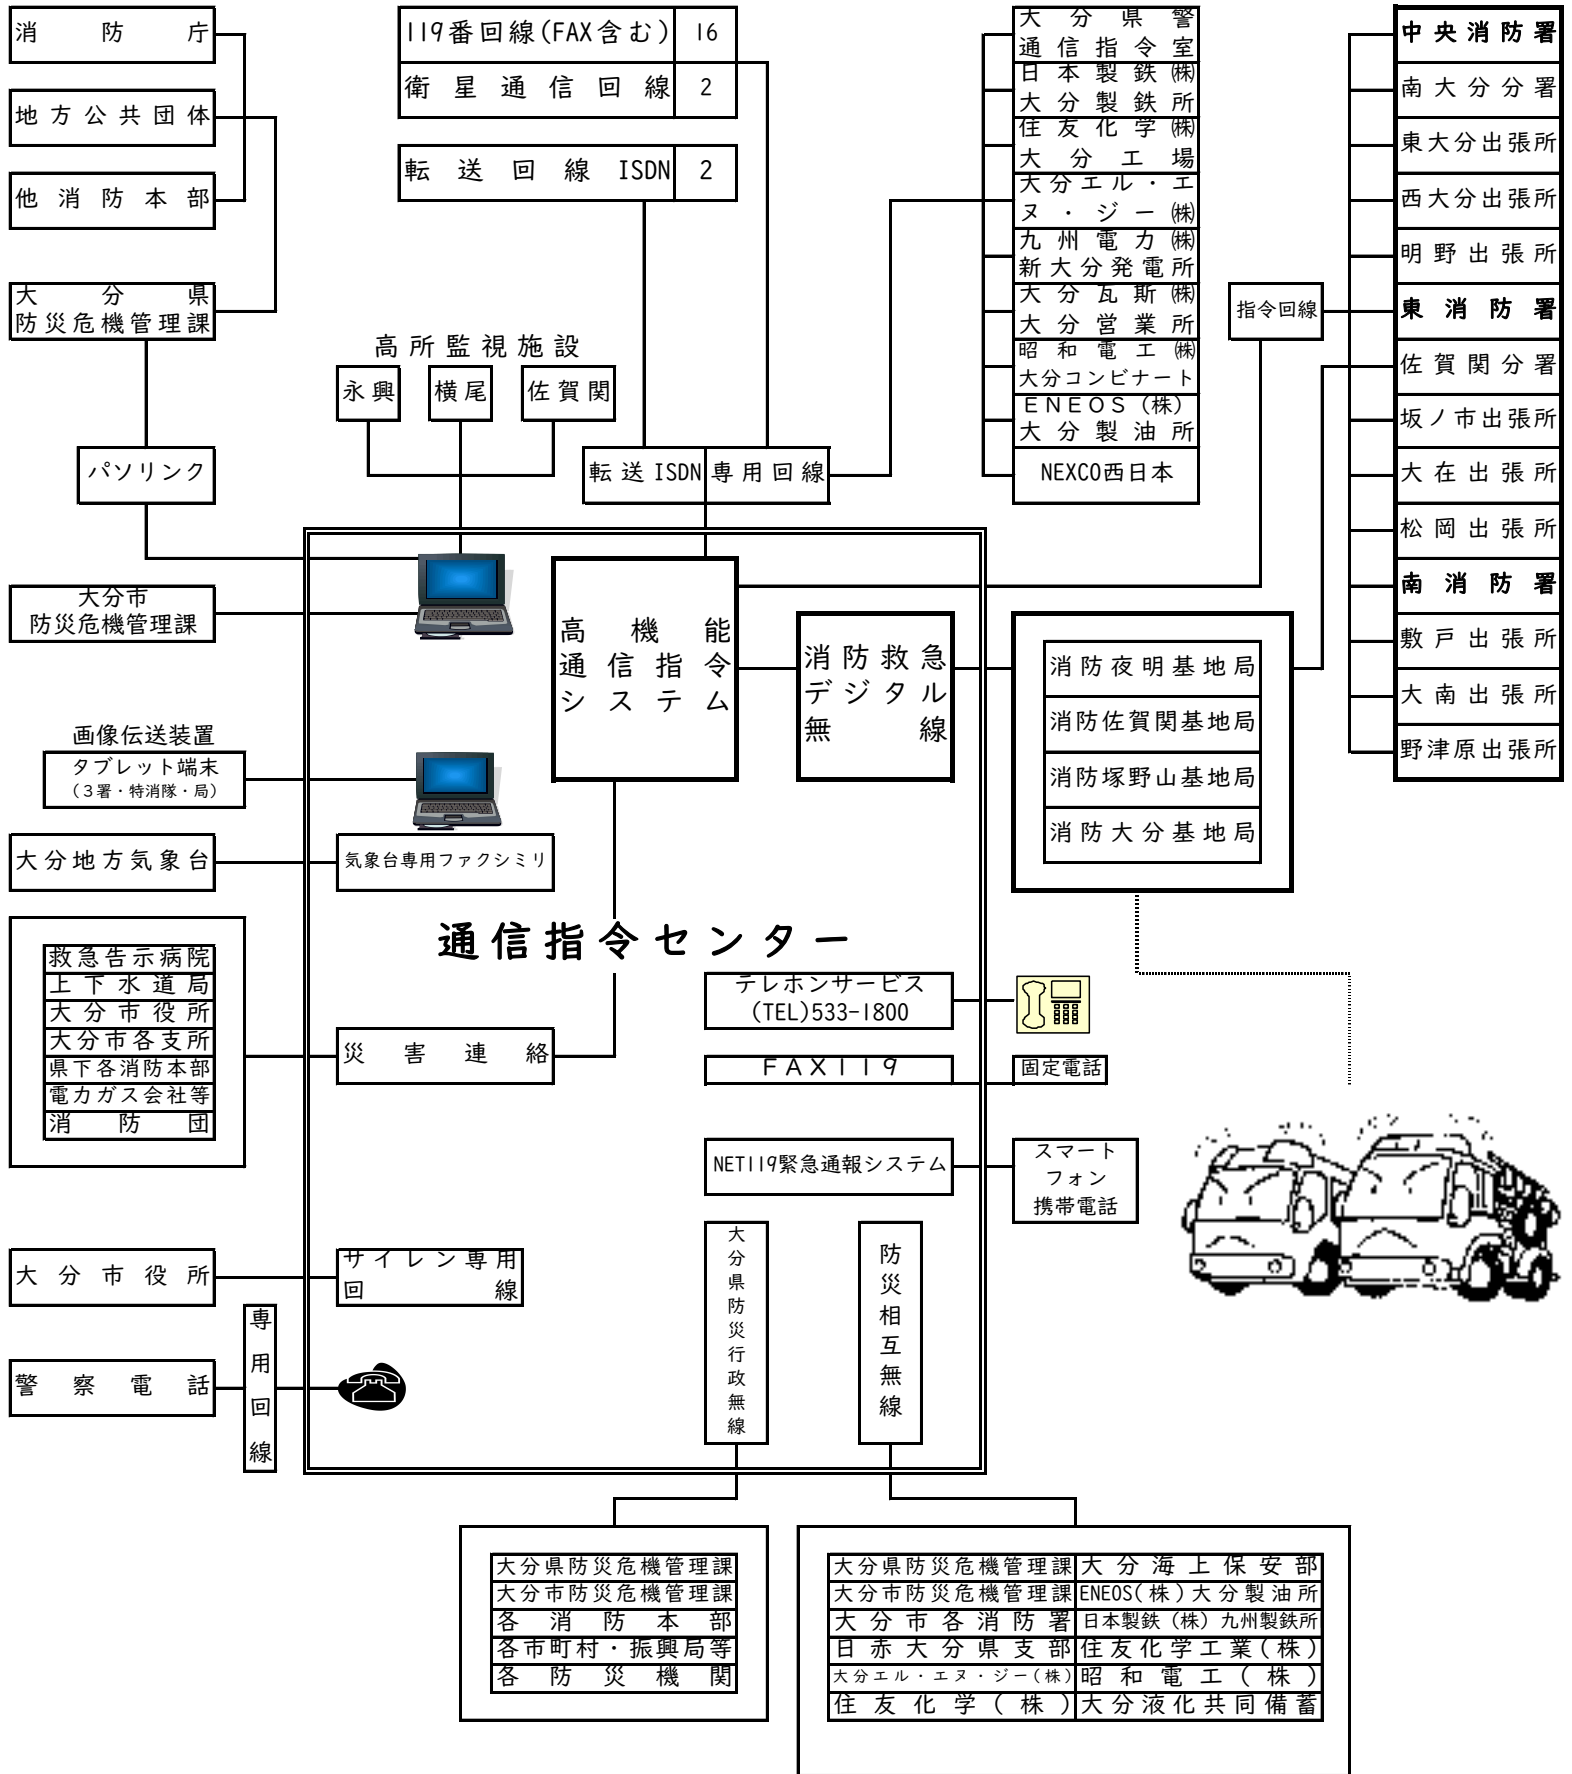 消防庁
地方公共団体
他消防本部
大分県
防災危機管理課
パソリンク
大分市
防災危機管理課
画像伝送装置
タブレット端末
(3署・特消隊・局)
大分地方気象台
救急告示病院
上下水道局
大分市役所
大分市各支所
県下各消防本部
電力ガス会社等
消防団
大分市役所
警察電話
専用回線
119番回線(FAX含む) 16
衛星通信回線 2
転送回線 ISDN 2
高所監視施設
永興
横尾
佐賀関
転送ISDN
専用回線
大分県警
通信指令室
日本製鉄㈱
大分製鉄所
住友化学㈱
大分工場
大分エル・エ
ヌ・ジー㈱
九州電力㈱
新大分発電所
大分瓦斯㈱
大分営業所
昭和電工㈱
大分コンビナート
ENEOS(株)
大分製油所
NEXCO西日本
指令回線
中央消防署
南大分分署
東大分出張所
西大分出張所
明野出張所
東消防署
佐賀関分署
坂ノ市出張所
大在出張所
松岡出張所
南消防署
敷戸出張所
大南出張所
野津原出張所
高機能
通信指令
システム
消防救急
デジタル
無線
消防夜明基地局
消防佐賀関基地局
消防塚野山基地局
消防大分基地局
気象台専用ファクシミリ
通信指令センター
災害連絡
テレホンサービス
(TEL)533-1800
FAX119
固定電話
NET119緊急通報システム
スマート
フォン
携帯電話
サイレン専用
回線
大分県防災行政無線
防災相互無線
大分県防災危機管理課
大分市防災危機管理課
各消防本部
各市町村・振興局等
各防災機関
大分県防災危機管理課 大分海上保安部
大分市防災危機管理課 ENEOS(株)大分製油所
大分市各消防署 日本製鉄(株)九州製鉄所
日赤大分県支部 住友化学工業(株)
大分エル・エヌ・ジー(株) 昭和電工(株)
住友化学(株) 大分液化共同備蓄